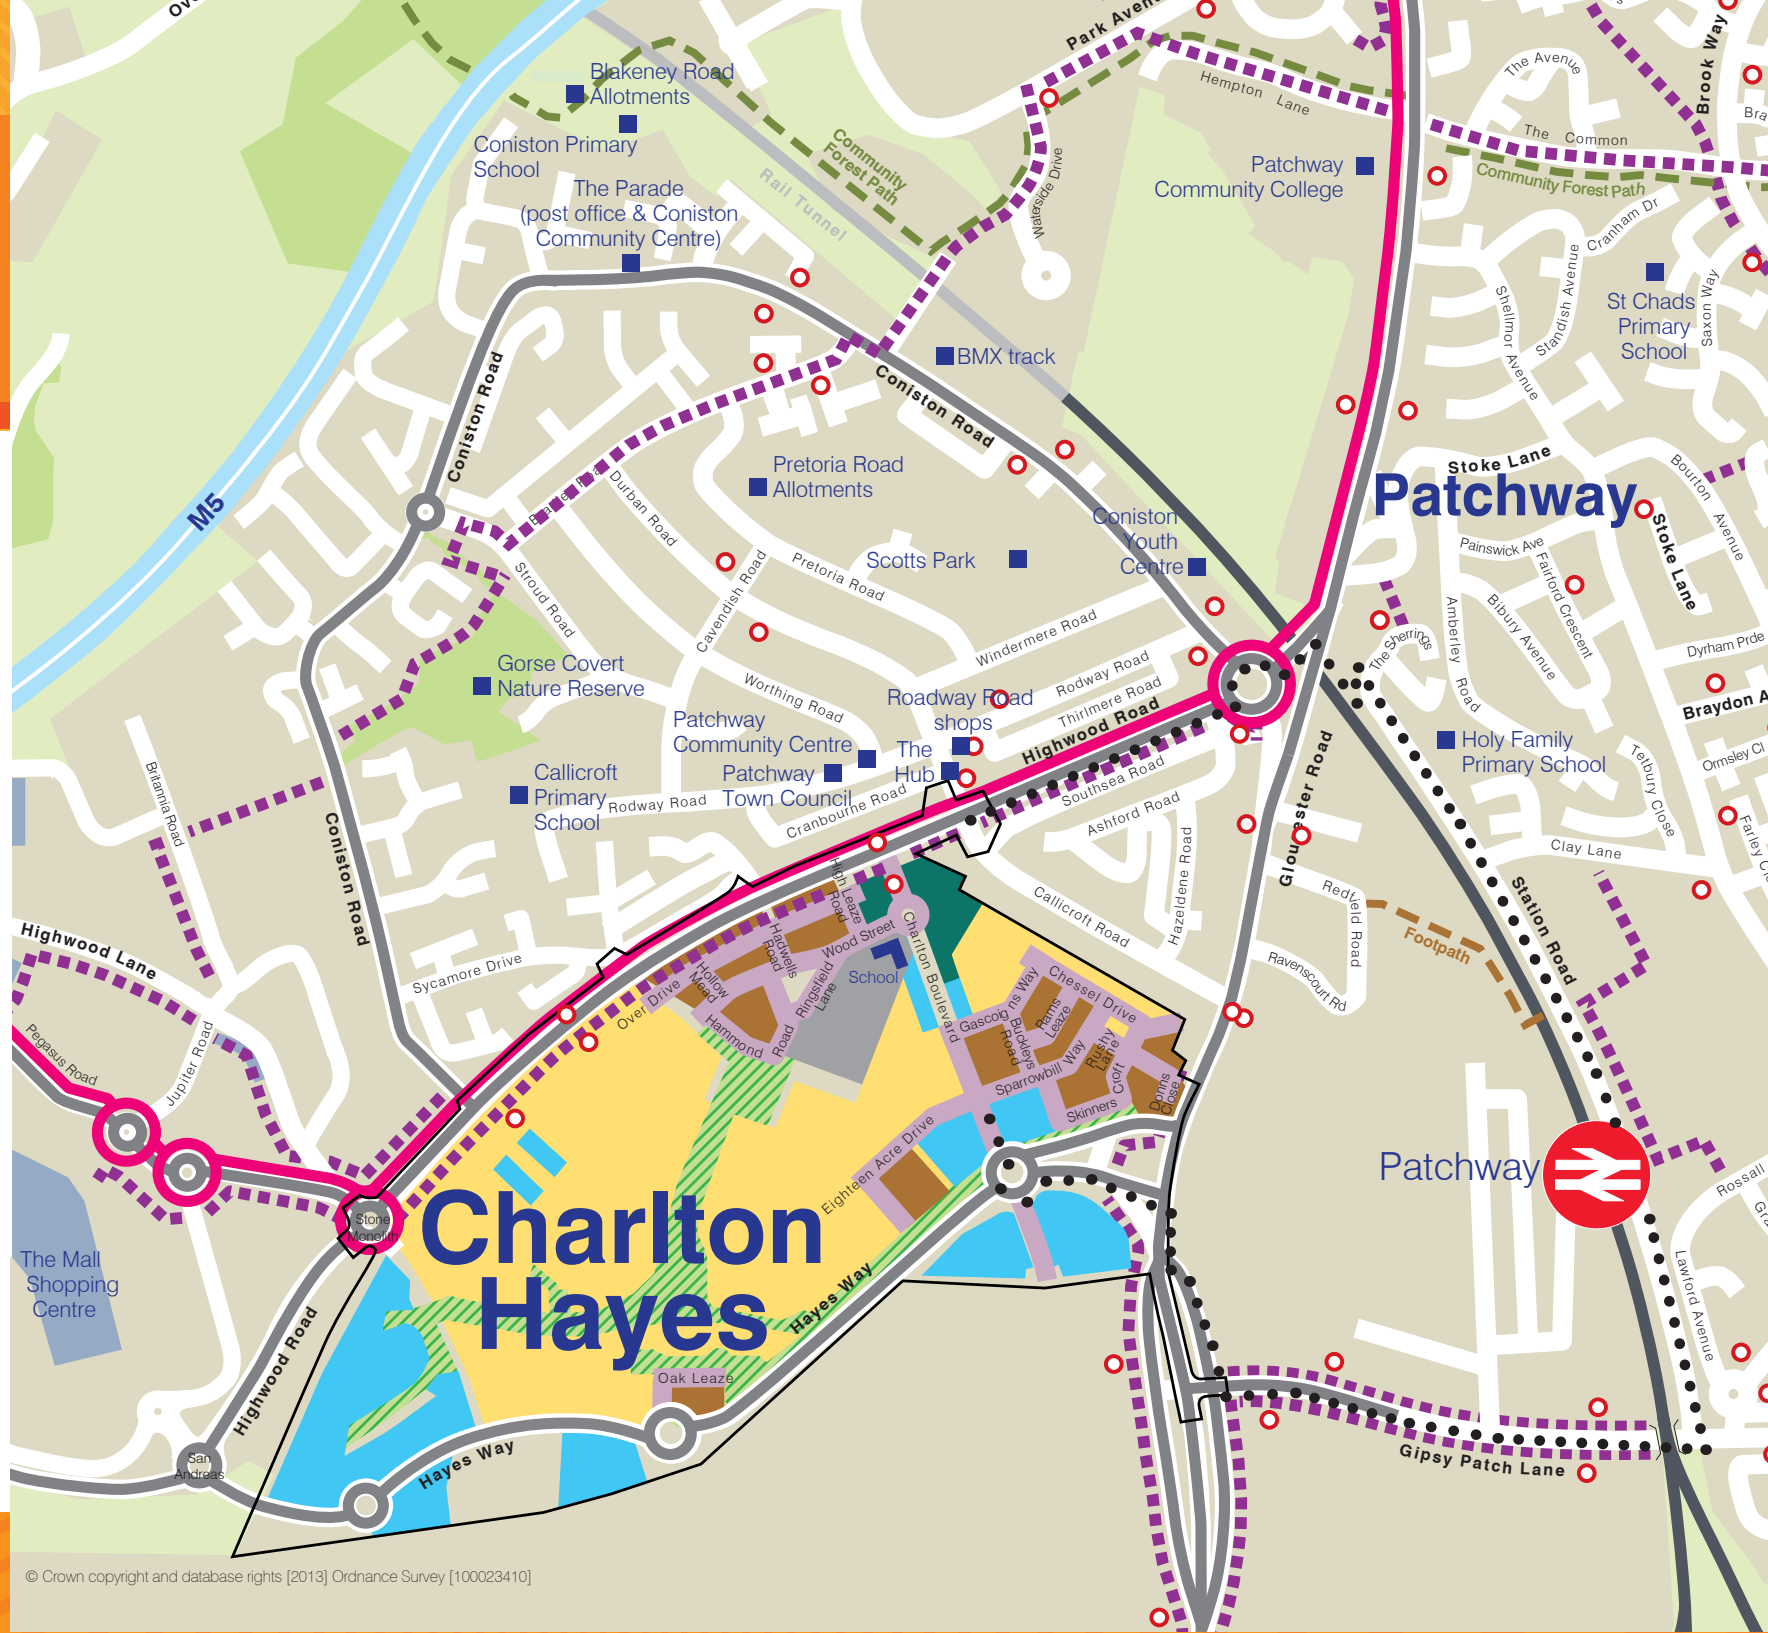 Park Avenue
Brook Way
The Avenue
Hempton Lane
The Common
Community Forest Path
Blakeney Road
Allotments
Coniston Primary
School
The Parade
(post office & Coniston
Community Centre)
Community
Forest Path
Rail Tunnel
Waterside Drive
Patchway
Community College
Cranham Dr
Standish Avenue
Shellmor Avenue
Saxon Way
St Chads
Primary
School
M5
Coniston Road
BMX track
Coniston Road
Stoke Lane
Patchway
Bourton Avenue
Stoke Lane
Pretoria Road
Allotments
Durban Road
Stroud Road
Cavendish Road
Pretoria Road
Scotts Park
Coniston
Youth
Centre
Painswick Ave
Fairford Crescent
Bibury Avenue
Amberley Road
The Sherrings
Dyrham Prde
Windermere Road
Rodway Road
Thirlmere Road
Gorse Covert
Nature Reserve
Worthing Road
Roadway Road
shops
Highwood Road
Braydon A
Ormsley Cl
Tetbury Close
Farley Cl
Patchway
Community Centre
The
Hub
Patchway
Town Council
Callicroft
Primary
School
Rodway Road
Cranbourne Road
Southsea Road
Ashford Road
Hazeldene Road
Callicroft Road
Gloucester Road
Holy Family
Primary School
Clay Lane
Station Road
Redfield Road
Footpath
Ravenscourt Rd
Britannia Road
Coniston Road
Highwood Lane
Sycamore Drive
Pegasus Road
Jupiter Road
High Leaze
Road
Hadwells
Road
Wood Street
Hollow
Mead
Ringsfield
Lane
School
Over Drive
Hammond Road
Charlton Boulevard
Gascoigns Way
Chessel Drive
Rams
Leaze
Buckleys
Road
Sparrowbill Way
Rushy
Lane
Croft
Skinners
Donns
Close
Eighteen Acre Drive
Stone
Monolith
The Mall
Shopping
Centre
Highwood Road
Charlton
Hayes
Hayes Way
Oak Leaze
Hayes Way
San
Andreas
Patchway
Rossall
Lawford Avenue
Gipsy Patch Lane
© Crown copyright and database rights [2013] Ordnance Survey [100023410]